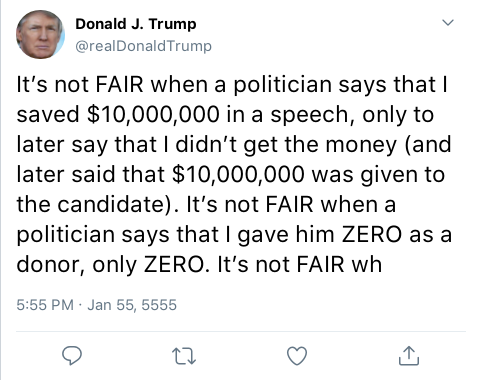 Donald J. Trump
@realDonaldTrump
It’s not FAIR when a politician says that I
saved $10,000,000 in a speech, only to
later say that I didn’t get the money (and
later said that $10,000,000 was given to
the candidate). It’s not FAIR when a
politician says that I gave him ZERO as a
donor, only ZERO. It’s not FAIR wh
5:55 PM · Jan 55, 5555